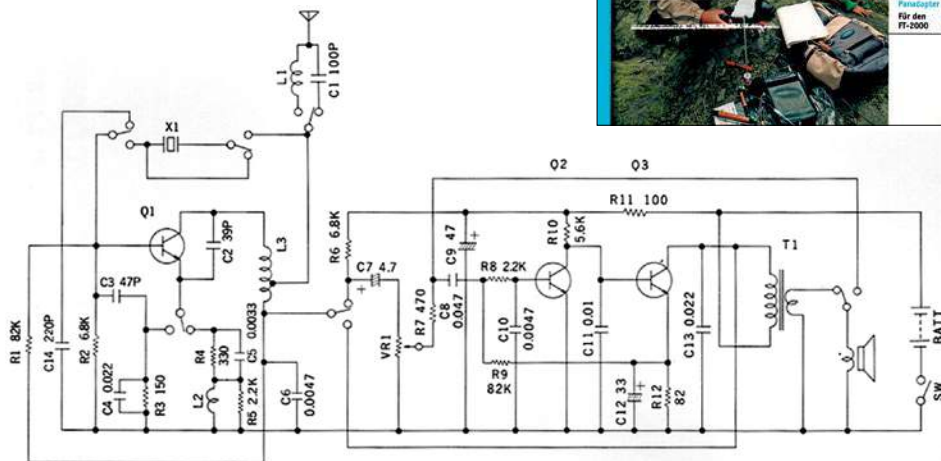 Panadapter
Für den
FT-2000
L1
C1 100P
X1
Q1
C2 39P
L3
C3 47P
R1 82K
C14 220P
R2 6.8K
C4 0.022
R3 150
R4 330
C5 0.0033
L2
R5 2.2K
C6 0.0047
R6 6.8K
C7 4.7
+
VR1
R7 470
C8 0.047
C9 47
+
Q2
Q3
R8 2.2K
C10 0.0047
R9 82K
R10 5.6K
R11 100
C11 0.01
C12 33
+
R12 82
C13 0.022
T1
BATT
SW